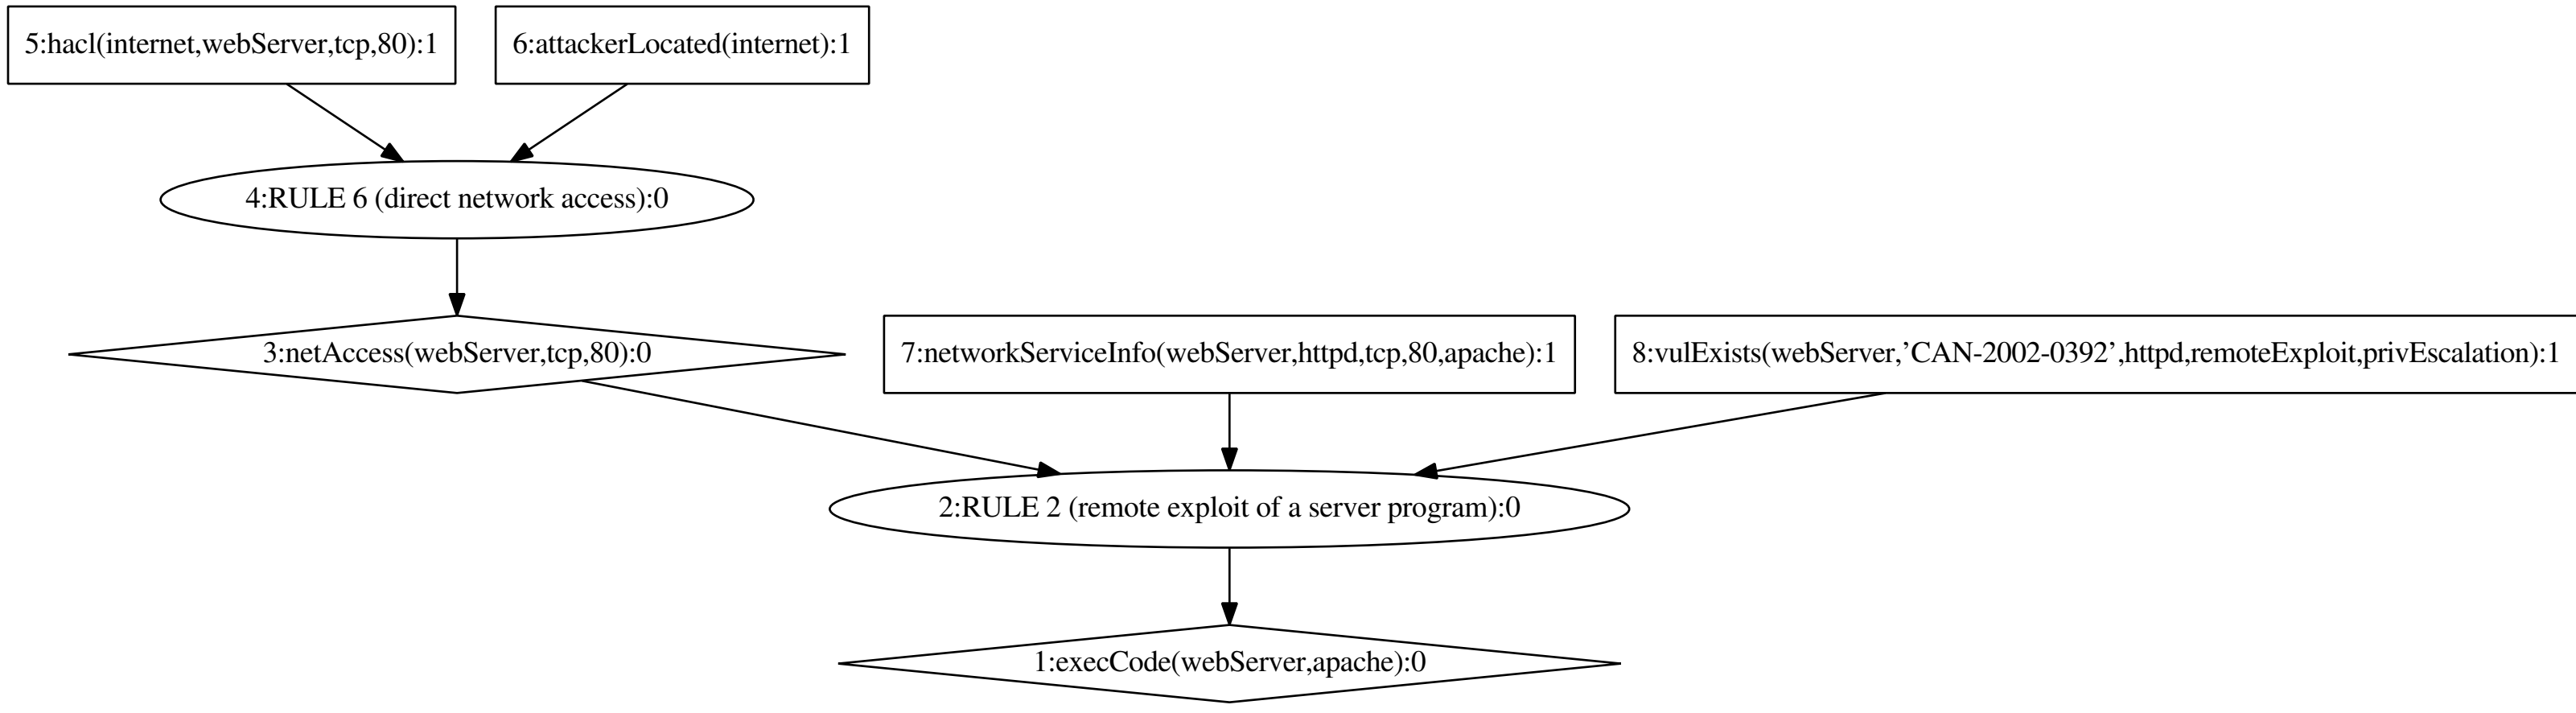 5:hacl(internet,webServer,tcp,80):1
6:attackerLocated(internet):1
4:RULE 6 (direct network access):0
3:netAccess(webServer,tcp,80):0
7:networkServiceInfo(webServer,httpd,tcp,80,apache):1
8:vulExists(webServer,’CAN-2002-0392’,httpd,remoteExploit,privEscalation):1
2:RULE 2 (remote exploit of a server program):0
1:execCode(webServer,apache):0